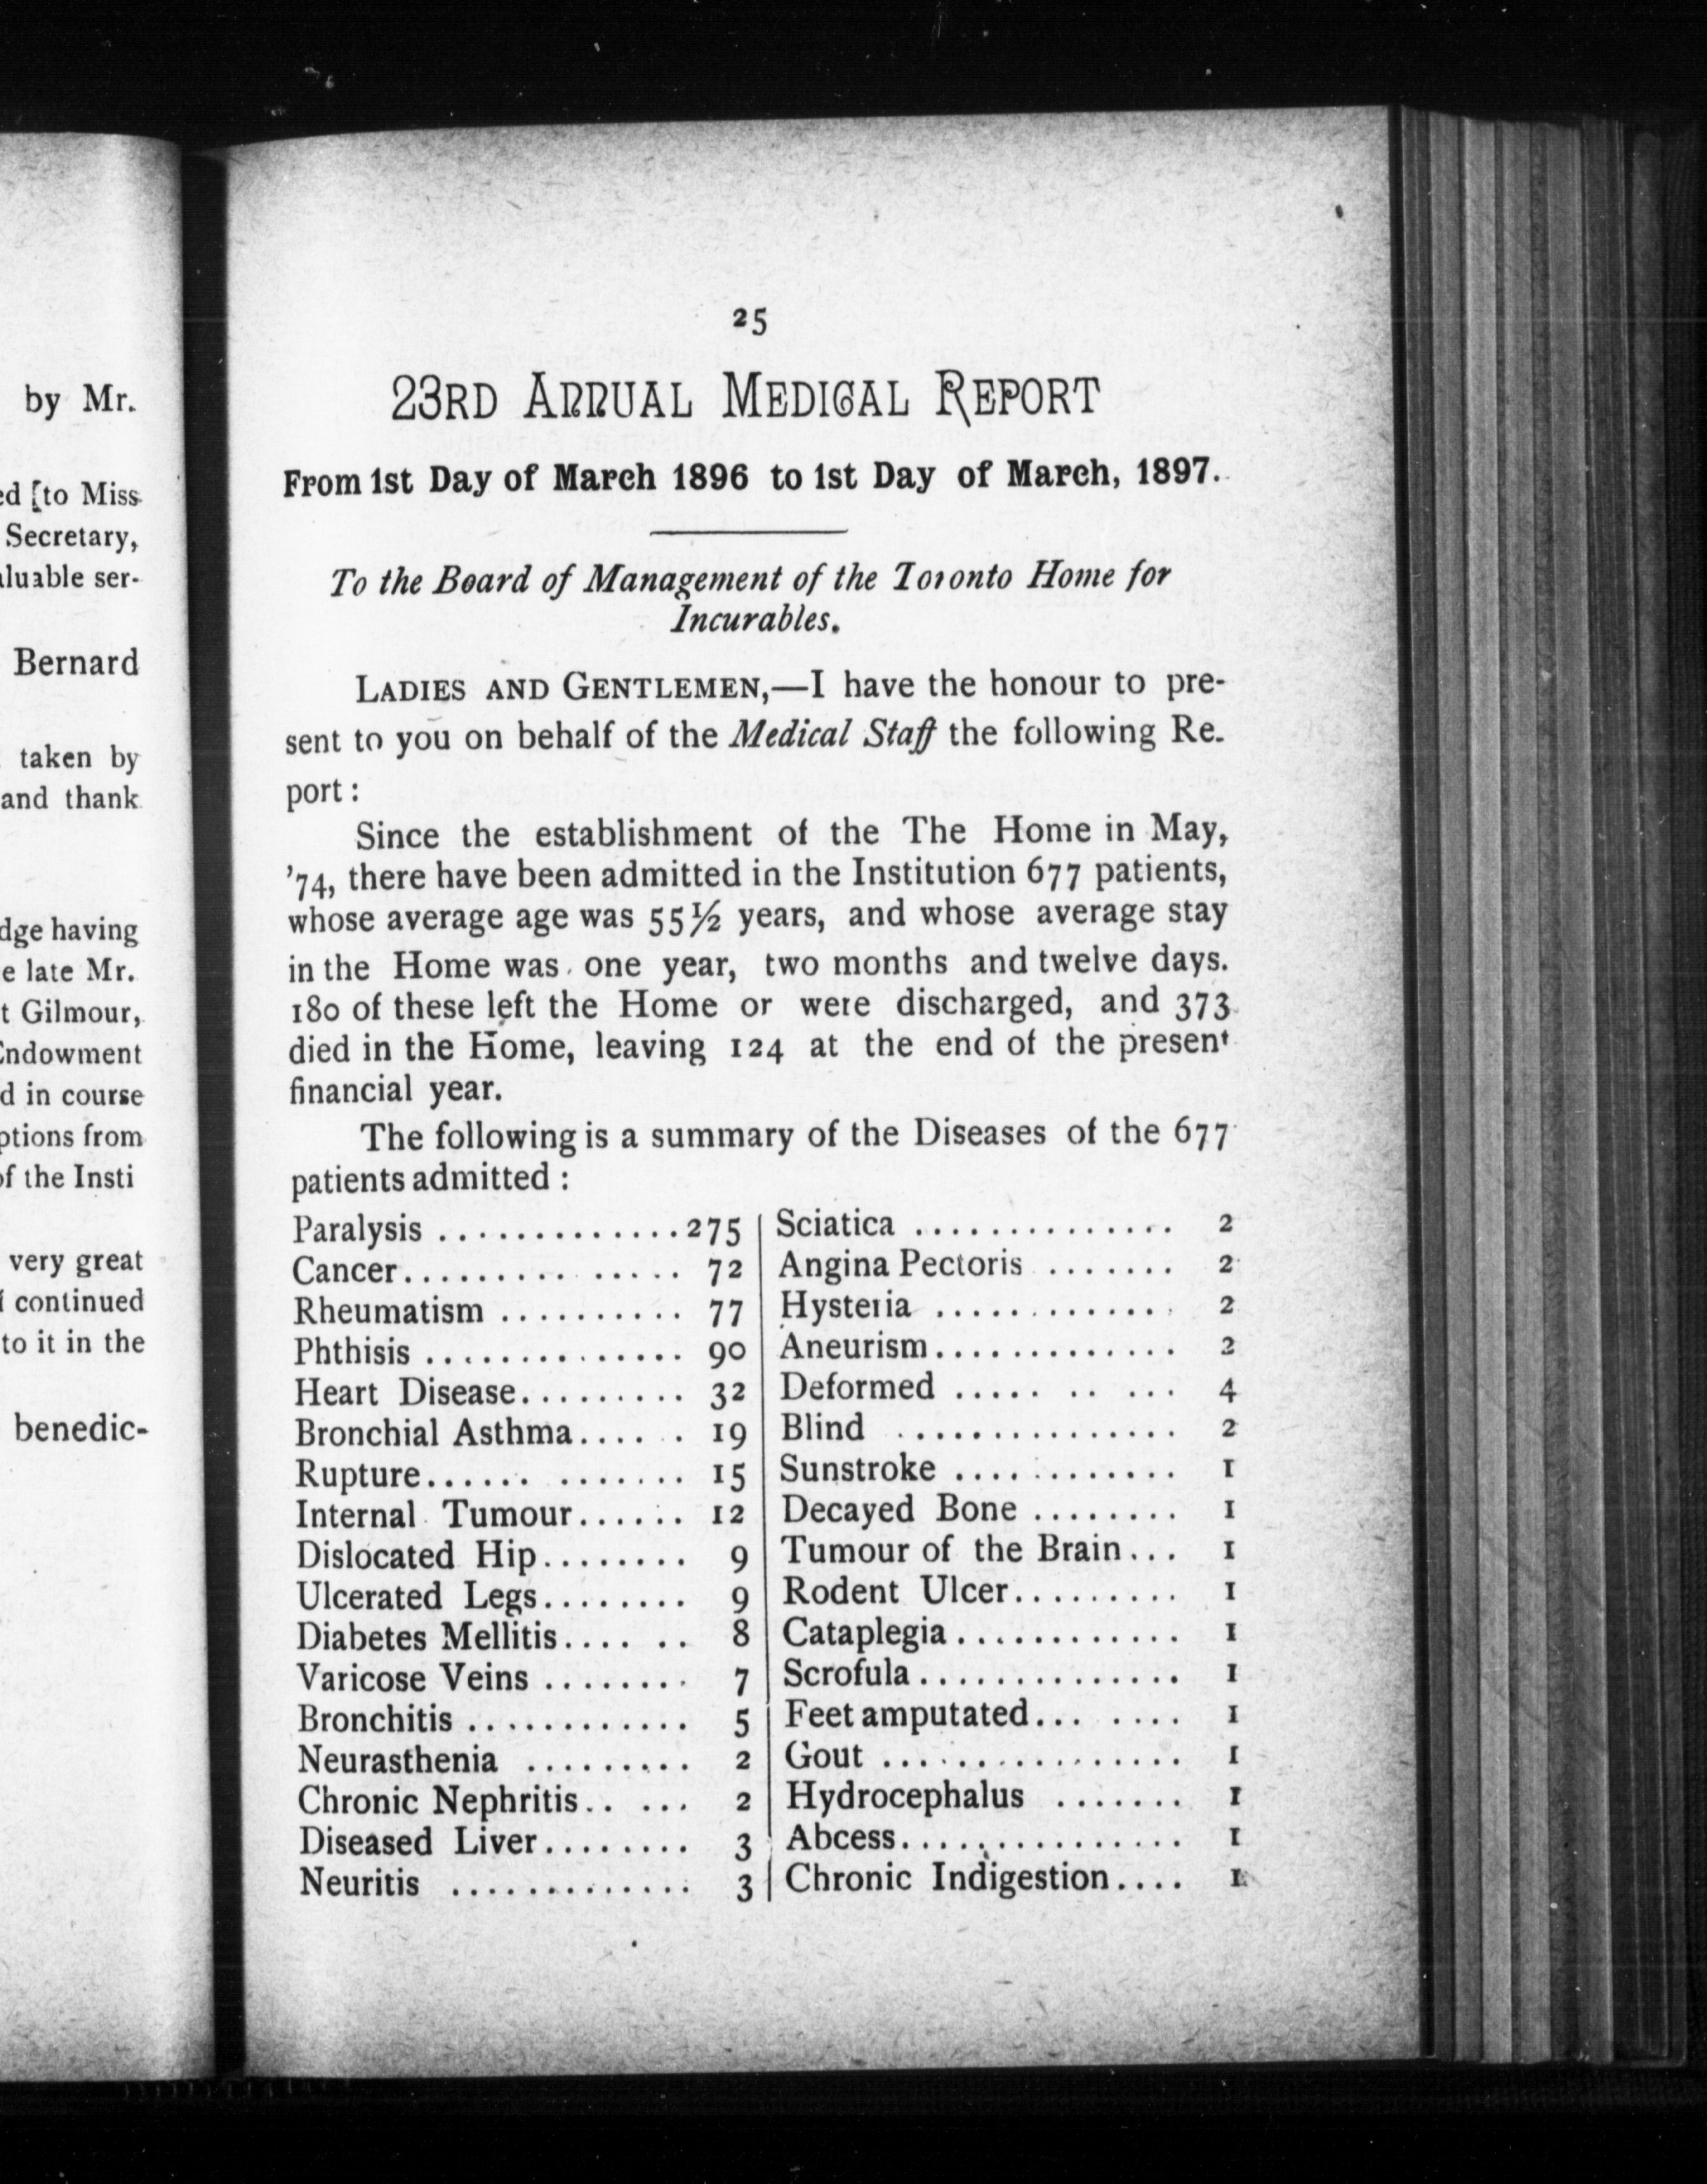 by Mr.
[to Miss
Secretary,
ser-
Bernard
taken by
and thank
having
late Mr.
Gilmour,
in course
from
the Insti
very great
continued
to it in the
benedic-
25
23RD ANNUAL MEDICAL REPORT
From 1st Day of March 1896 to 1st Day of March, 1897.
To the Board of Management of the Toronto Home for
Incurables.
LADIES AND GENTLEMEN,—I have the honour to pre-
sent to you on behalf of the Medical Staff the following Re.
port :
Since the establishment of the The Home in May,
'74, there have been admitted in the Institution 677 patients,
whose average age was 55½ years, and whose average stay
in the Home was one year, two months and twelve days.
180 of these left the Home or were discharged, and 373
died in the Home, leaving 124 at the end of the present
financial year.
The following is a summary of the Diseases of the 677
patients admitted :
Paralysis .............275
Cancer............... 72
Rheumatism .......... 77
Phthisis .............. 90
Heart Disease......... 32
Bronchial Asthma...... 19
Rupture............. 15
Internal Tumour...... 12
Dislocated Hip........ 9
Ulcerated Legs........ 9
Diabetes Mellitis.... .. 8
Varicose Veins ........ 7
Bronchitis ............ 5
Neurasthenia ......... 2
Chronic Nephritis.. ... 2
Diseased Liver........ 3
Neuritis ............. 3
Sciatica .............. 2
Angina Pectoris ....... 2
Hysteria ............. 2
Aneurism............. 2
Deformed ..... .. ... 4
Blind ............... 2
Sunstroke ............ 1
Decayed Bone ........ 1
Tumour of the Brain... 1
Rodent Ulcer......... 1
Cataplegia............ 1
Scrofula.............. 1
Feet amputated... .... 1
Gout ................ 1
Hydrocephalus ....... 1
Abcess............... 1
Chronic Indigestion.... 1